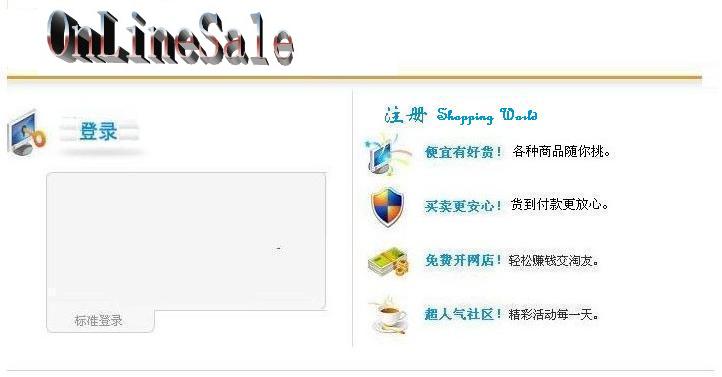 OnLineSale
登录
标准登录
注册 Shopping World
便宜有好货！ 各种商品随你挑。
买卖更安心！ 货到付款更放心。
免费开网店！ 轻松赚钱交淘友。
超人气社区！ 精彩活动每一天。